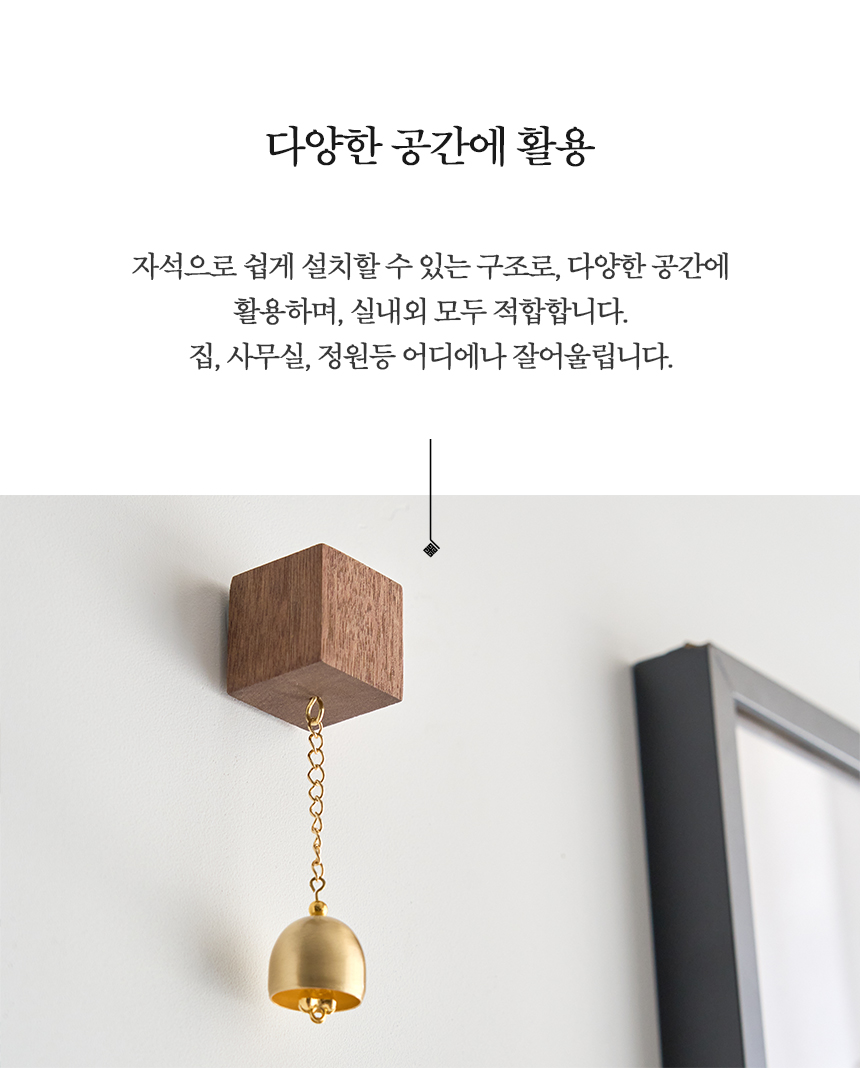 다양한 공간에 활용
자석으로 쉽게 설치할 수 있는 구조로, 다양한 공간에
활용하며, 실내외 모두 적합합니다.
집, 사무실, 정원등 어디에나 잘어울립니다.